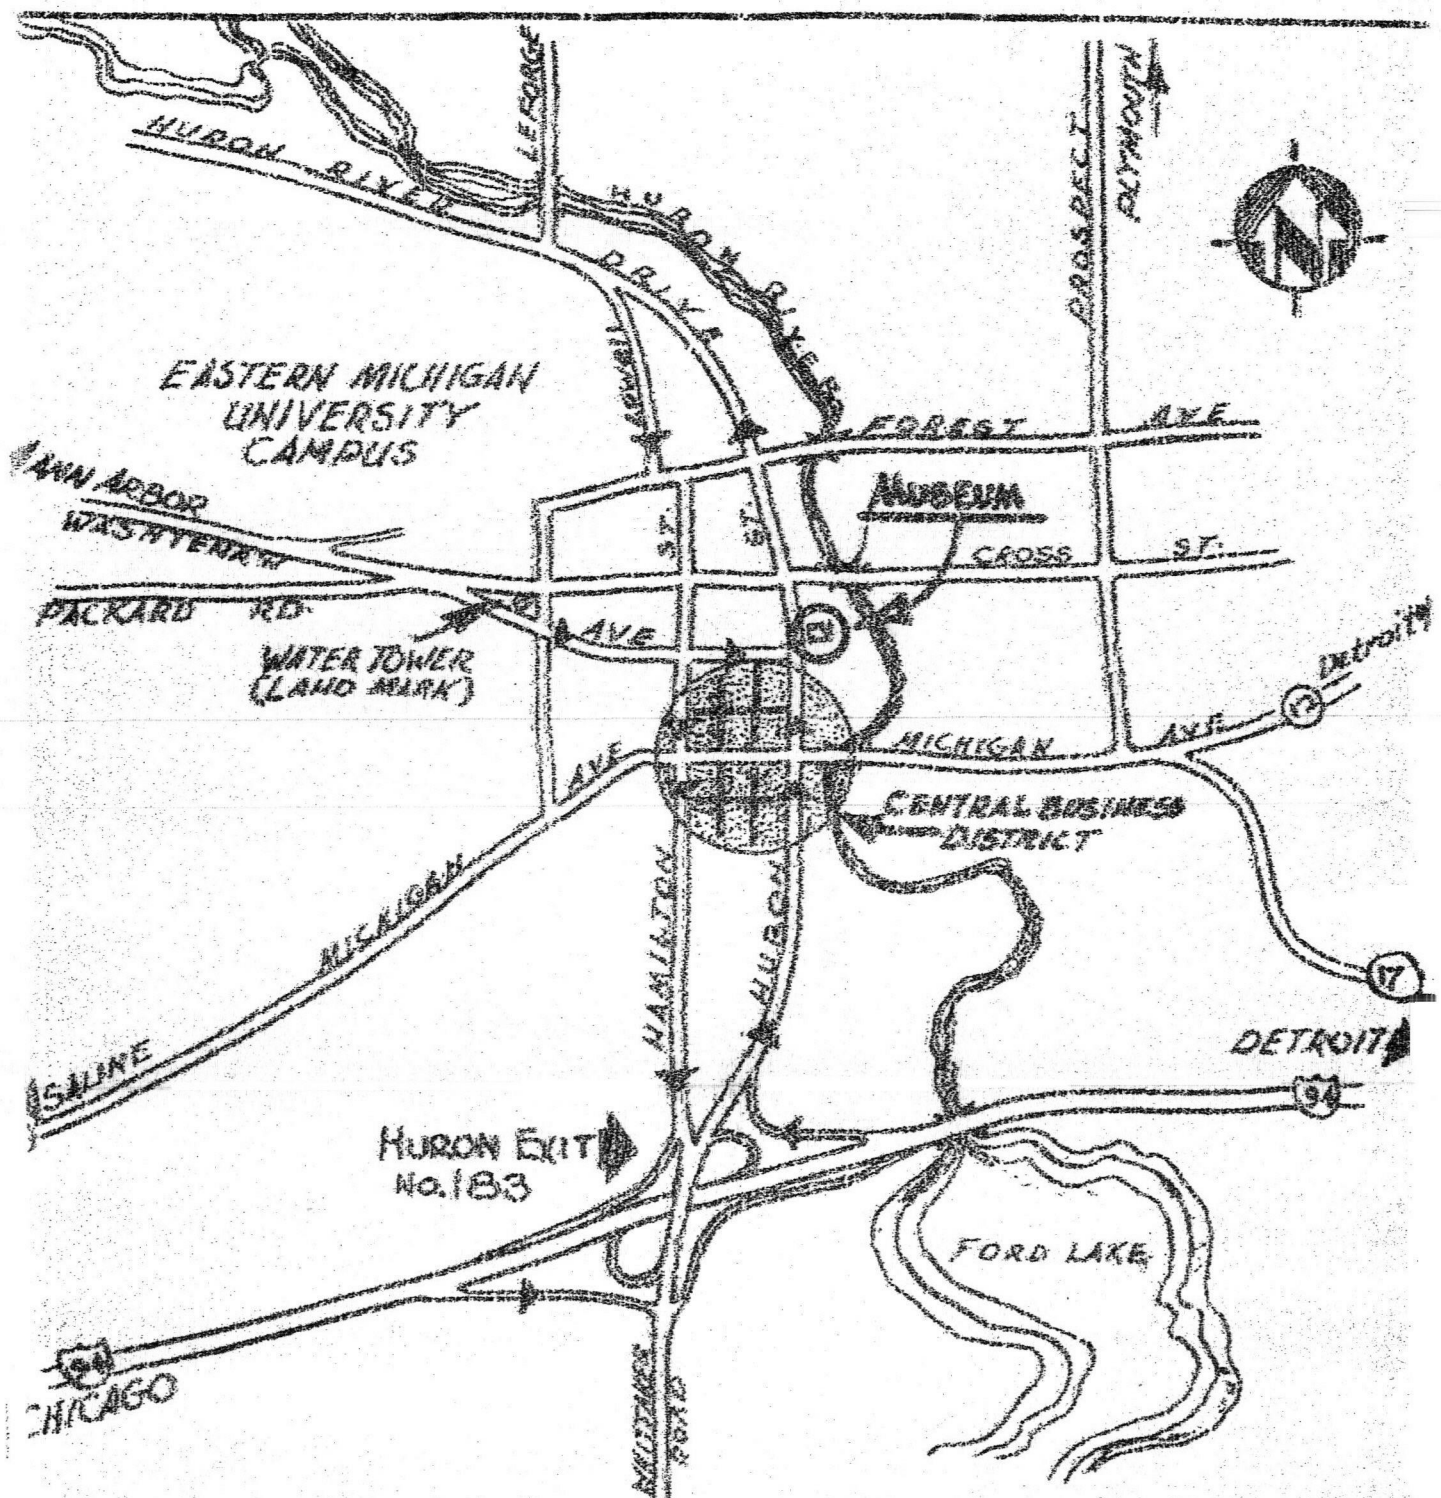 LEFORGE
PLYMOUTH
PROSPECT
HURON RIVER
DRIVE
HURON RIVER
N
LOWELL
EASTERN MICHIGAN
UNIVERSITY
CAMPUS
FOREST AVE
ANN ARBOR
WASHTENAW
MUSEUM
ST.
ST.
CROSS ST.
PACKARD RD.
AVE
WATER TOWER
(LAND MARK)
Detroit
12
MICHIGAN AVE
AVE
CENTRAL BUSINESS
DISTRICT
MICHIGAN
HAMILTON
HURON
17
SALINE
DETROIT
94
HURON EXIT
No. 183
FORD LAKE
94
CHICAGO
WHITTAKER
ROAD